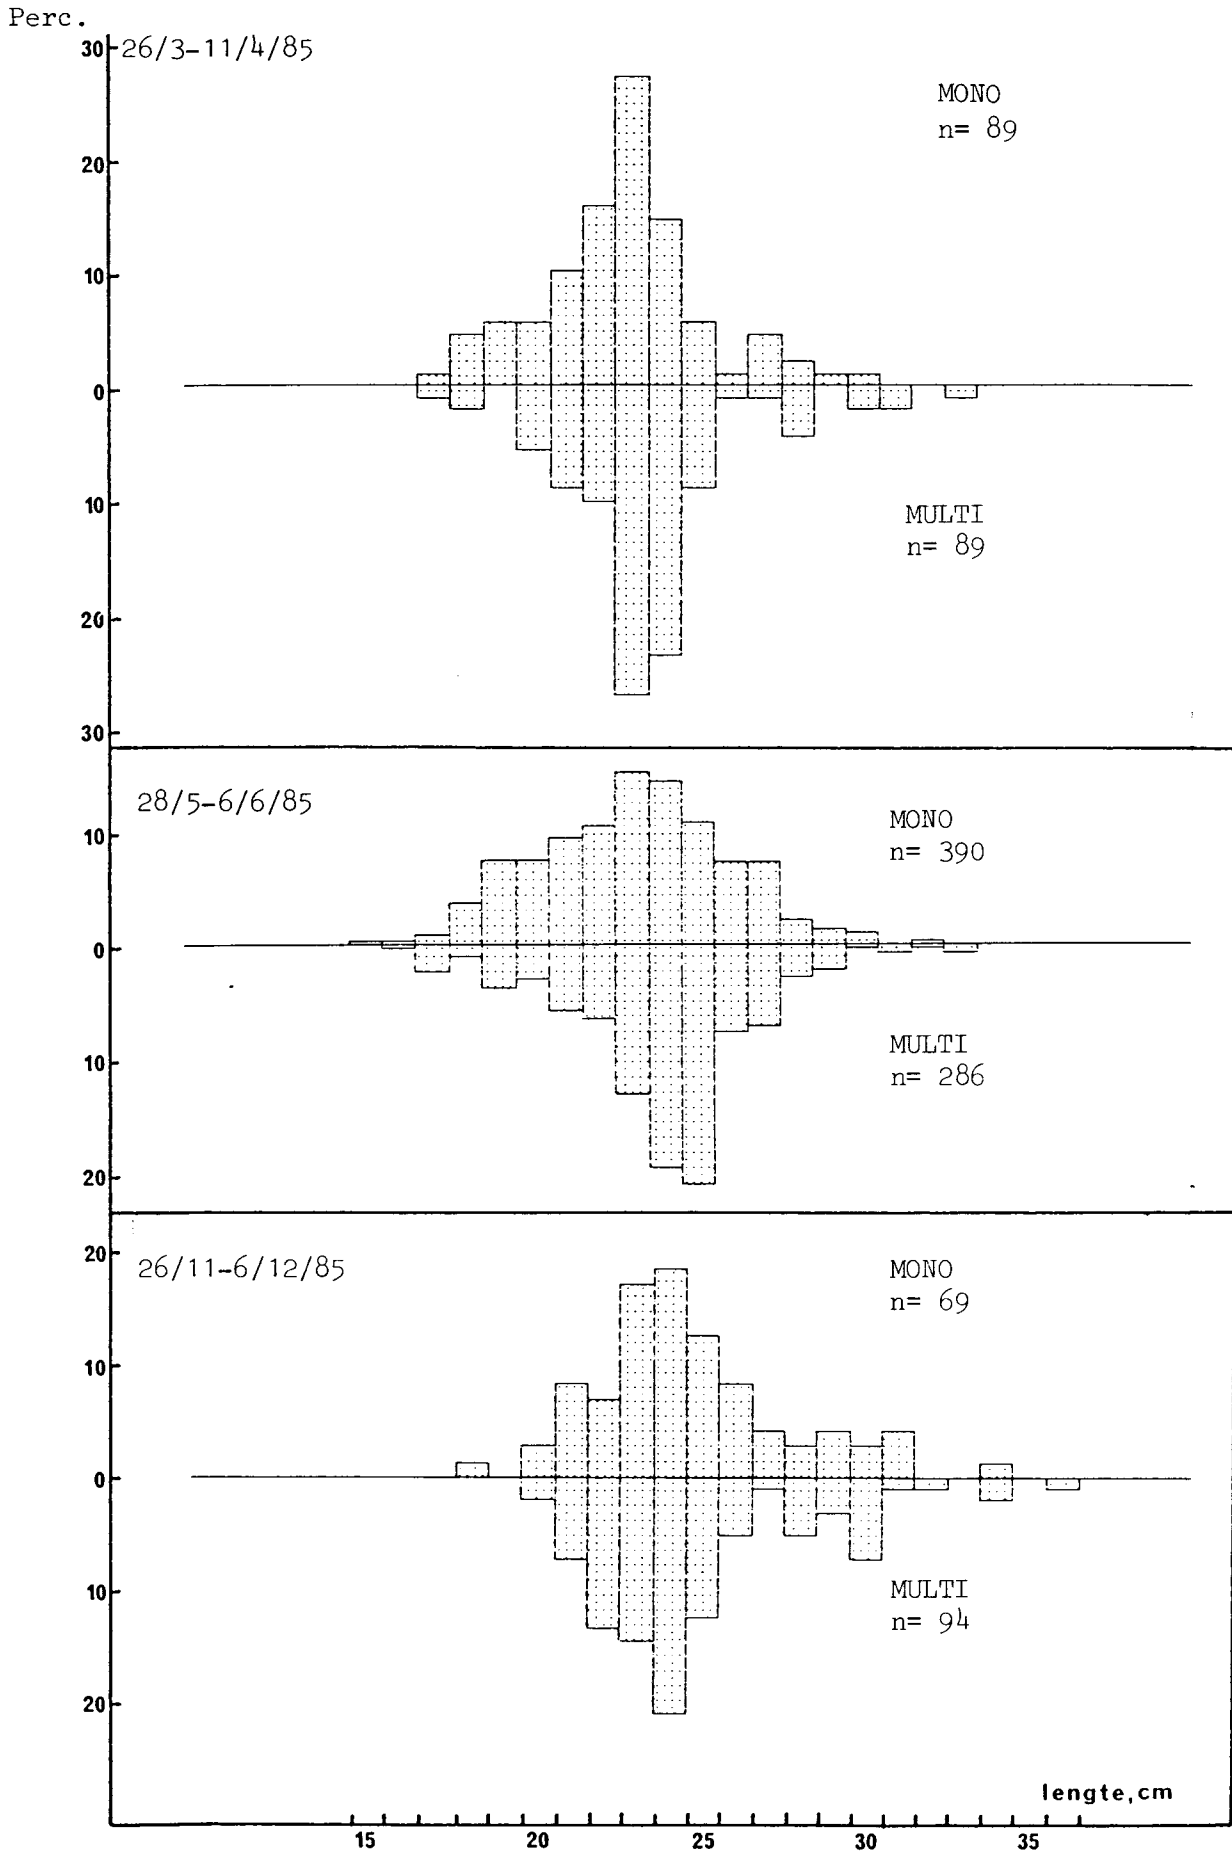 Perc.
30
26/3-11/4/85
MONO
n= 89
20
10
0
10
MULTI
n= 89
20
30
28/5-6/6/85
MONO
n= 390
10
0
10
MULTI
n= 286
20
20
26/11-6/12/85
MONO
n= 69
10
0
10
MULTI
n= 94
20
lengte,cm
15 20 25 30 35